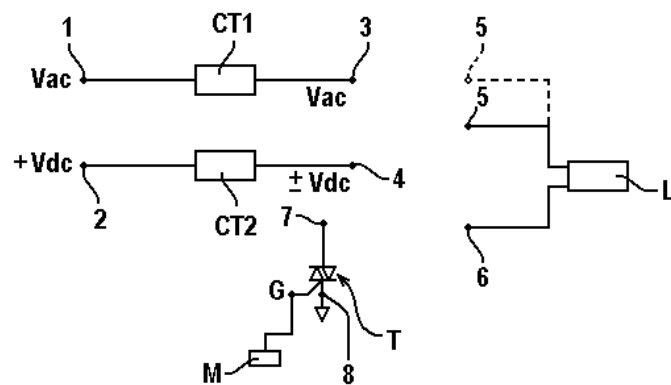 1 CT1 3 5
Vac Vac
5
+Vdc ± Vdc 4
L
2 CT2 7
6
G
T
M 8